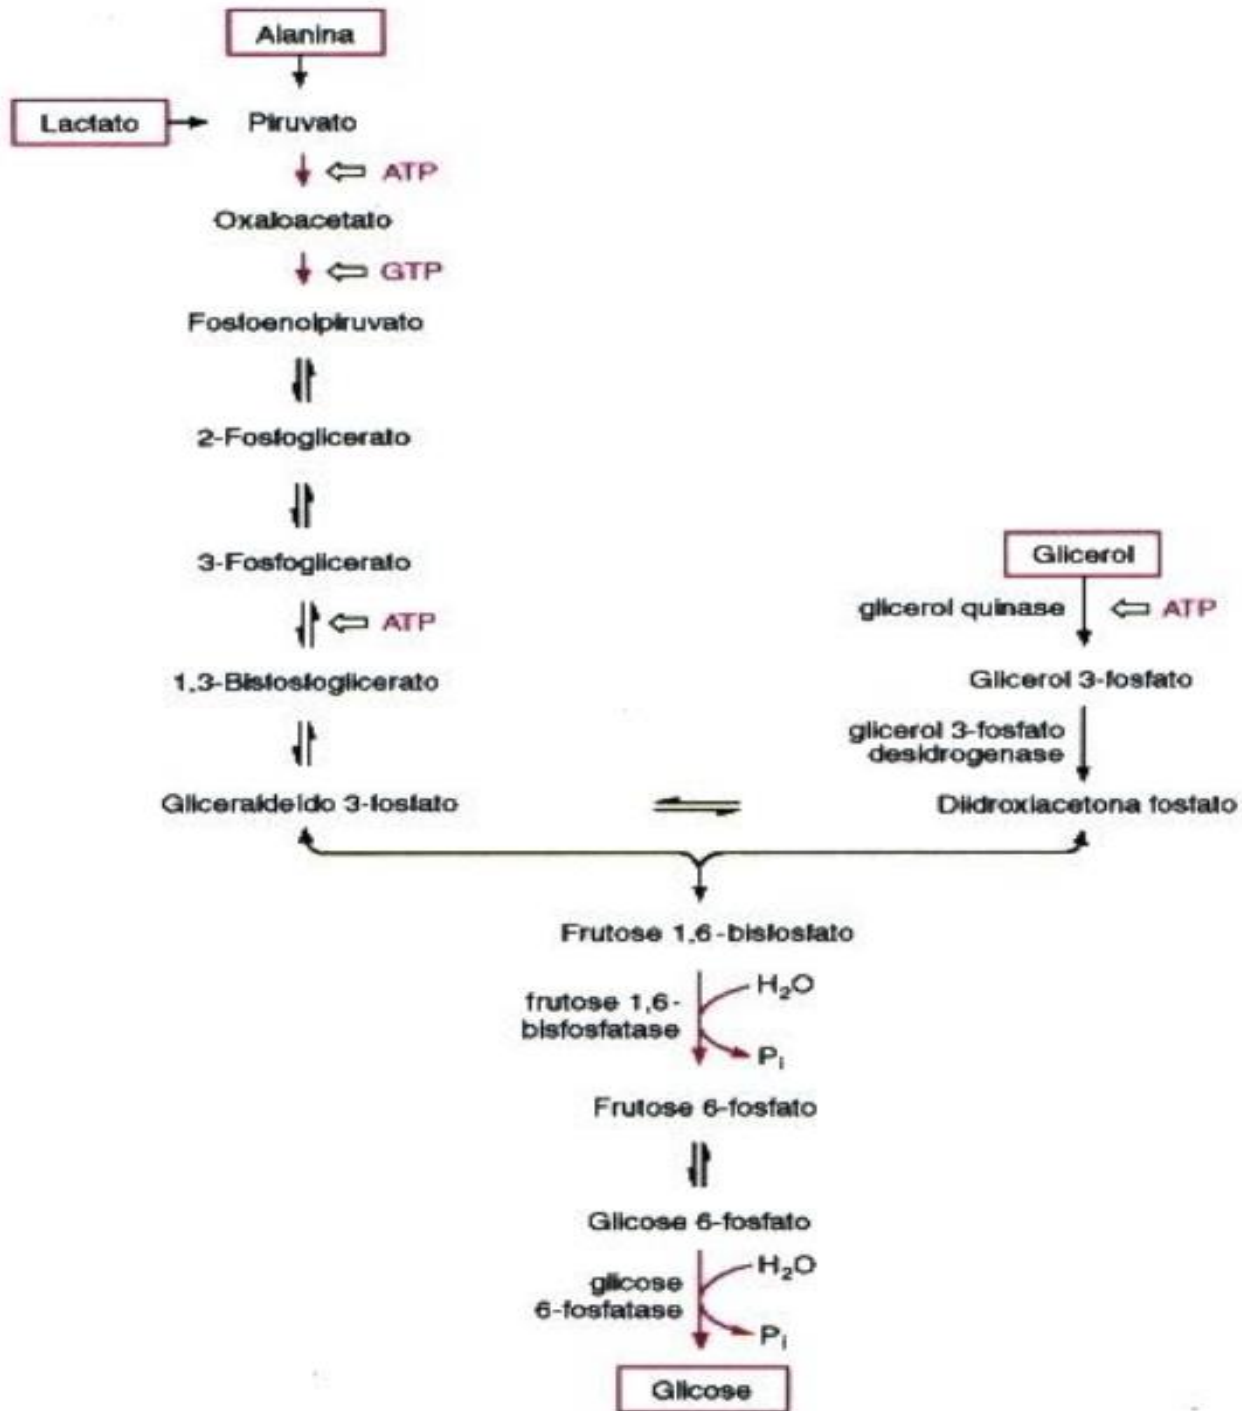 Alanina
Lactato
Piruvato
ATP
Oxaloacetato
GTP
Fosfoenolpiruvato
2-Fosfoglicerato
3-Fosfoglicerato
ATP
1,3-Bisfosfoglicerato
Gliceraldeído 3-fosfato
Glicerol
glicerol quinase
ATP
Glicerol 3-fosfato
glicerol 3-fosfato
desidrogenase
Diidroxiacetona fosfato
Frutose 1,6-bisfosfato
H₂O
frutose 1,6-
bisfosfatase
Pi
Frutose 6-fosfato
Glicose 6-fosfato
H₂O
glicose
6-fosfatase
Pi
Glicose